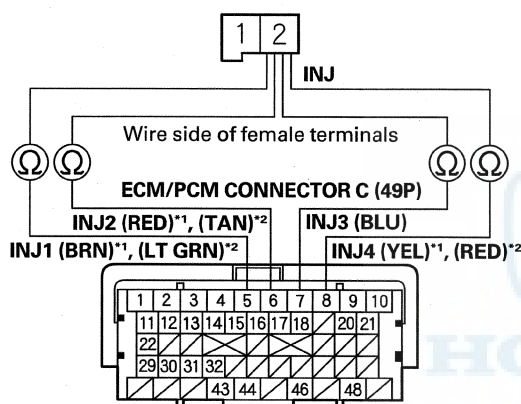 1 2
INJ
Ω Ω Ω Ω
Wire side of female terminals
ECM/PCM CONNECTOR C (49P)
INJ2 (RED)*1, (TAN)*2 INJ3 (BLU)
INJ1 (BRN)*1, (LT GRN)*2 INJ4 (YEL)*1, (RED)*2
1 2 3 4 5 6 7 8 9 10
11 12 13 14 15 16 17 18 20 21
22
29 30 31 32
43 44 46 48
HO